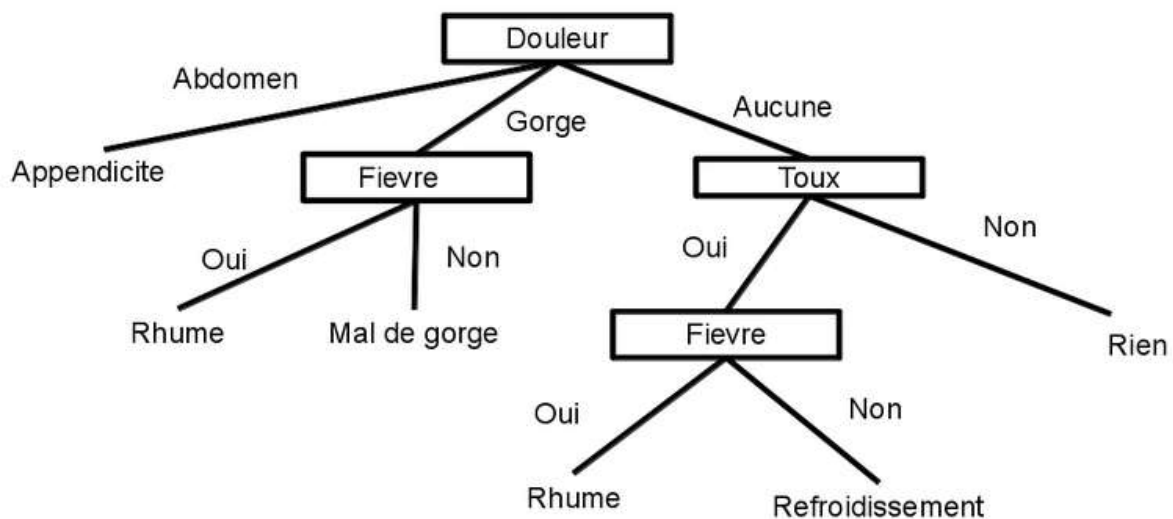 Douleur
Abdomen
Gorge
Aucune
Appendicite
Fievre
Toux
Oui
Non
Oui
Non
Rhume
Mal de gorge
Fievre
Rien
Oui
Non
Rhume
Refroidissement